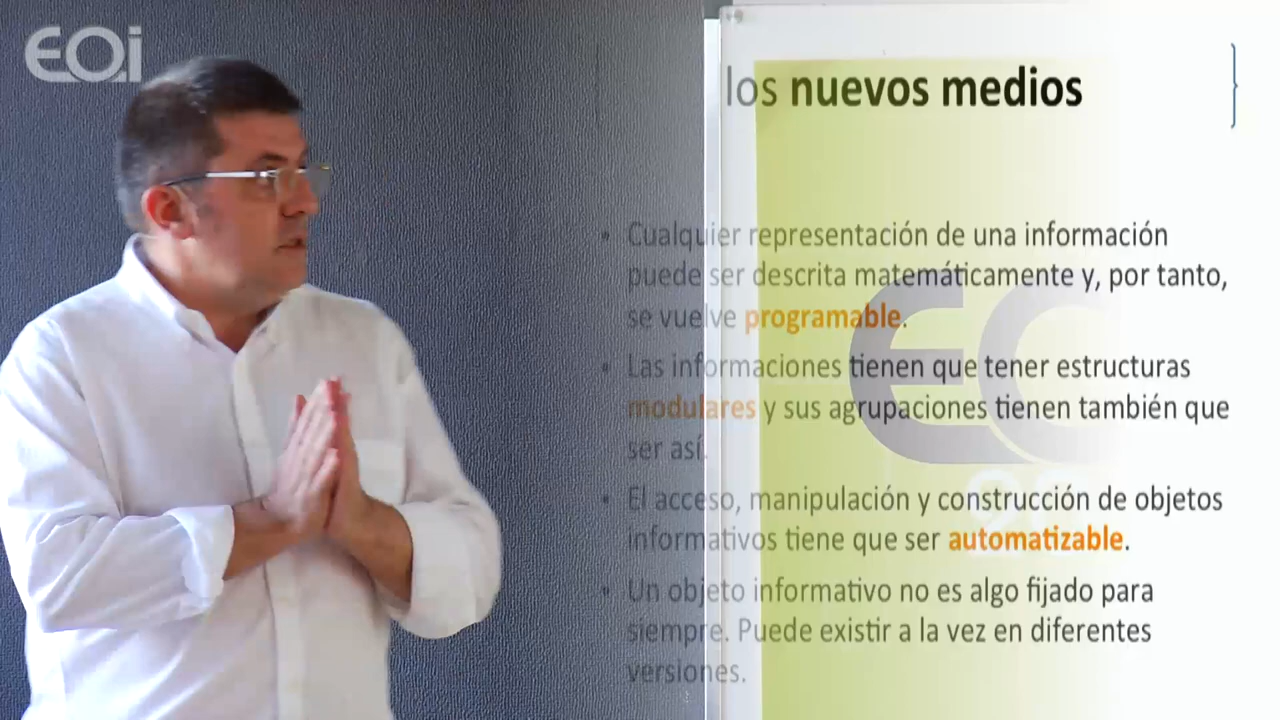 EOi
los nuevos medios
• Cualquier representación de una información
puede ser descrita matemáticamente y, por tanto,
se vuelve programable.
• Las informaciones tienen que tener estructuras
modulares y sus agrupaciones tienen también que
ser así.
• El acceso, manipulación y construcción de objetos
informativos tiene que ser automatizable.
• Un objeto informativo no es algo fijado para
siempre. Puede existir a la vez en diferentes
versiones.